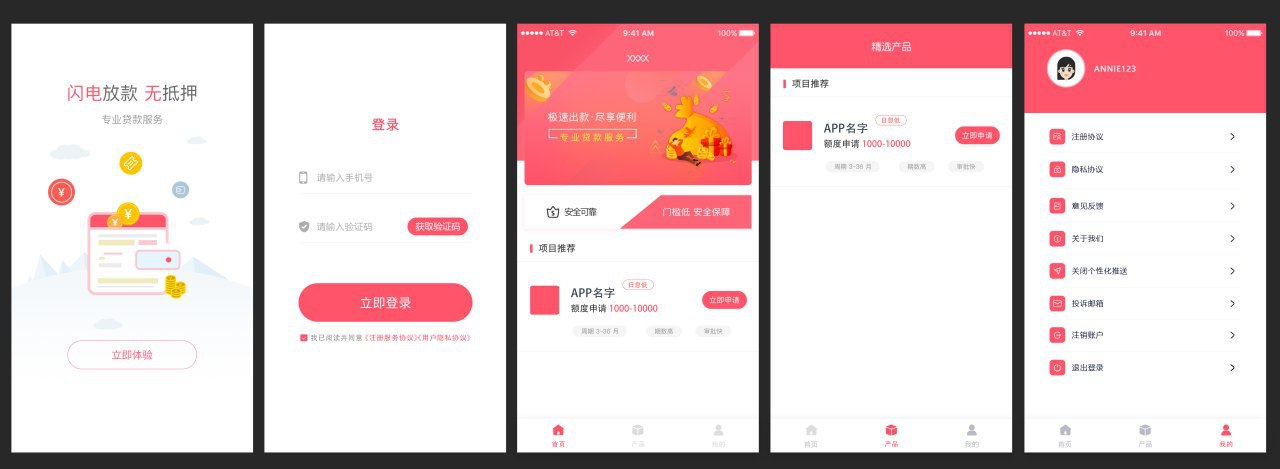 闪电放款 无抵押
专业贷款服务
立即体验
登录
请输入手机号
请输入验证码
获取验证码
立即登录
我已阅读并同意《注册服务协议》《用户隐私协议》
AT&T
9:41 AM
100%
XXXX
极速出款·尽享便利
专业贷款服务
安全可靠
门槛低 安全保障
项目推荐
APP名字
日息低
额度申请 1000-10000
立即申请
周期 3-36 月
期数高
审批快
首页
产品
我的
精选产品
项目推荐
APP名字
日息低
额度申请 1000-10000
立即申请
周期 3-36 月
期数高
审批快
首页
产品
我的
AT&T
9:41 AM
100%
ANNIE123
注册协议
隐私协议
意见反馈
关于我们
关闭个性化推送
投诉邮箱
注销账户
退出登录
首页
产品
我的